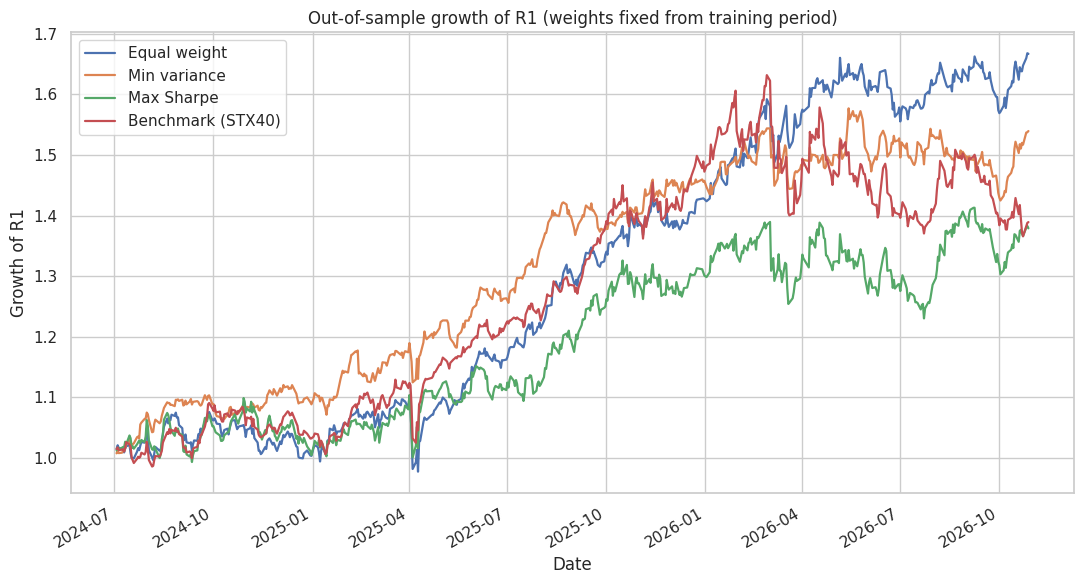 Out-of-sample growth of R1 (weights fixed from training period)
Equal weight
Min variance
Max Sharpe
Benchmark (STX40)
Growth of R1
1.7
1.6
1.5
1.4
1.3
1.2
1.1
1.0
2024-07
2024-10
2025-01
2025-04
2025-07
2025-10
2026-01
2026-04
2026-07
2026-10
Date